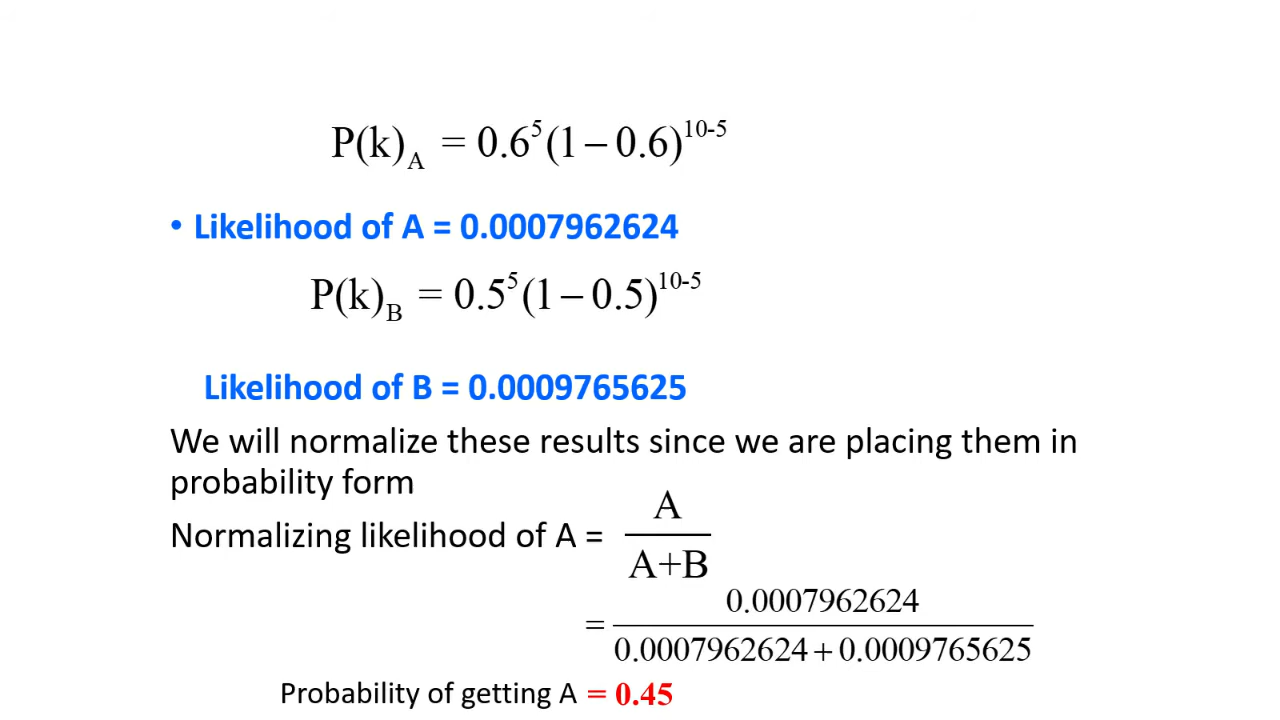 P(k)_A = 0.6^5(1 − 0.6)^10-5
• Likelihood of A = 0.0007962624
P(k)_B = 0.5^5(1 − 0.5)^10-5
Likelihood of B = 0.0009765625
We will normalize these results since we are placing them in
probability form
Normalizing likelihood of A = A / A+B
= 0.0007962624 / 0.0007962624 + 0.0009765625
Probability of getting A = 0.45